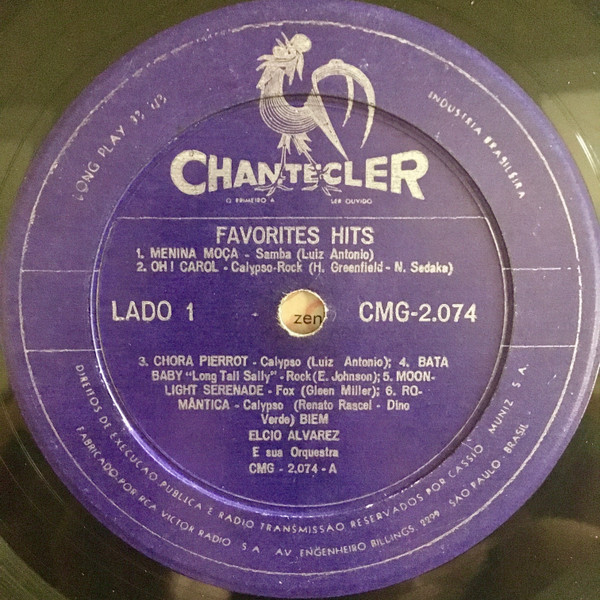 LONG PLAY 33 1/3
INDUSTRIA BRASILEIRA
CHANTECLER
O PRIMEIRO A SER OUVIDO
FAVORITES HITS
1. MENINA MOÇA - Samba (Luiz Antonio)
2. OH! CAROL - Calypso-Rock (H. Greenfield - N. Sedaka)
LADO 1
zen
CMG-2.074
3. CHORA PIERROT - Calypso (Luiz Antonio); 4. BATA
BABY "Long Tall Sally" - Rock (E. Johnson); 5. MOON-
LIGHT SERENADE - Fox (Gleen Miller); 6. RO-
MÂNTICA - Calypso (Renato Rascel - Dino
Verde) BIEM
ELCIO ALVAREZ
E sua Orquestra
CMG - 2.074 - A
DIREITOS DE EXECUCAO PUBLICA E RADIO TRANSMISSAO RESERVADOS POR CASSIO MUNIZ S.A.
FABRICADO POR RCA VICTOR RADIO S A AV. ENGENHEIRO BILLINGS, 2299 SÃO PAULO. BRASIL